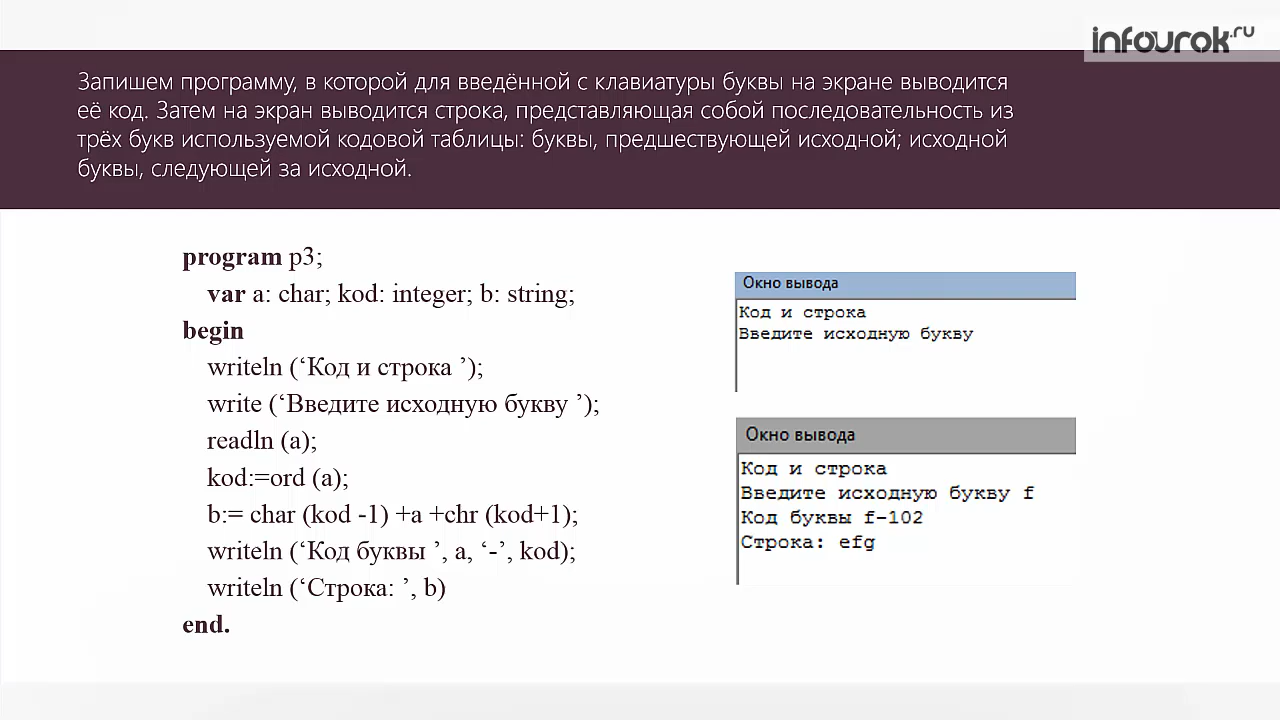 infourok.ru
Запишем программу, в которой для введённой с клавиатуры буквы на экране выводится
её код. Затем на экран выводится строка, представляющая собой последовательность из
трёх букв используемой кодовой таблицы: буквы, предшествующей исходной; исходной
буквы, следующей за исходной.
program p3;
var a: char; kod: integer; b: string;
begin
writeln (‘Код и строка ’);
write (‘Введите исходную букву ’);
readln (a);
kod:=ord (a);
b:= char (kod -1) +a +chr (kod+1);
writeln (‘Код буквы ’, a, ‘-’, kod);
writeln (‘Строка: ’, b)
end.
Окно вывода
Код и строка
Введите исходную букву
Окно вывода
Код и строка
Введите исходную букву f
Код буквы f-102
Строка: efg